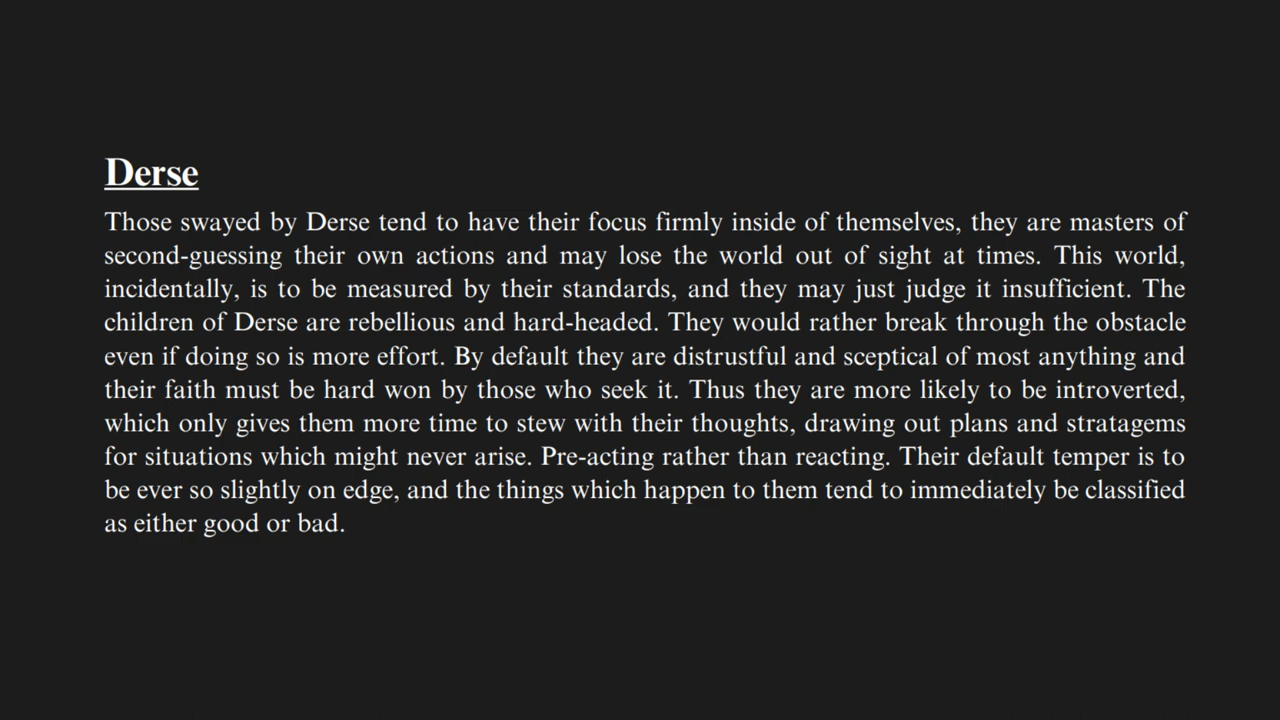 Derse
Those swayed by Derse tend to have their focus firmly inside of themselves, they are masters of
second-guessing their own actions and may lose the world out of sight at times. This world,
incidentally, is to be measured by their standards, and they may just judge it insufficient. The
children of Derse are rebellious and hard-headed. They would rather break through the obstacle
even if doing so is more effort. By default they are distrustful and sceptical of most anything and
their faith must be hard won by those who seek it. Thus they are more likely to be introverted,
which only gives them more time to stew with their thoughts, drawing out plans and stratagems
for situations which might never arise. Pre-acting rather than reacting. Their default temper is to
be ever so slightly on edge, and the things which happen to them tend to immediately be classified
as either good or bad.